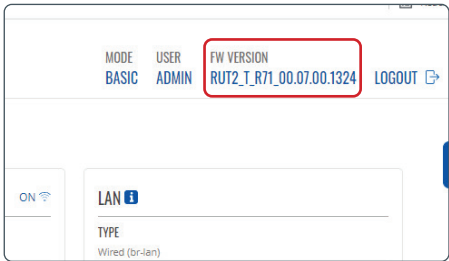 MODE USER FW VERSION
BASIC ADMIN RUT2_T_R71_00.07.00.1324 LOGOUT
ON LAN i
TYPE
Wired (br-lan)